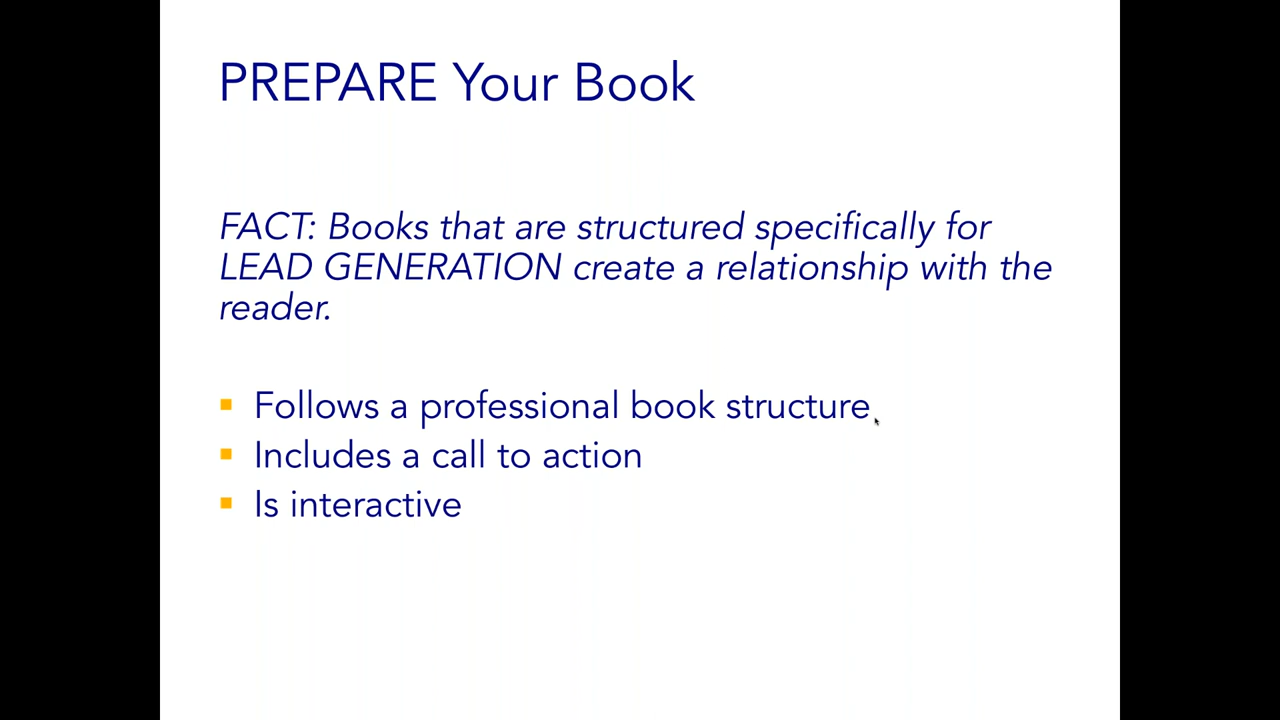 PREPARE Your Book
FACT: Books that are structured specifically for
LEAD GENERATION create a relationship with the
reader.
Follows a professional book structure
Includes a call to action
Is interactive